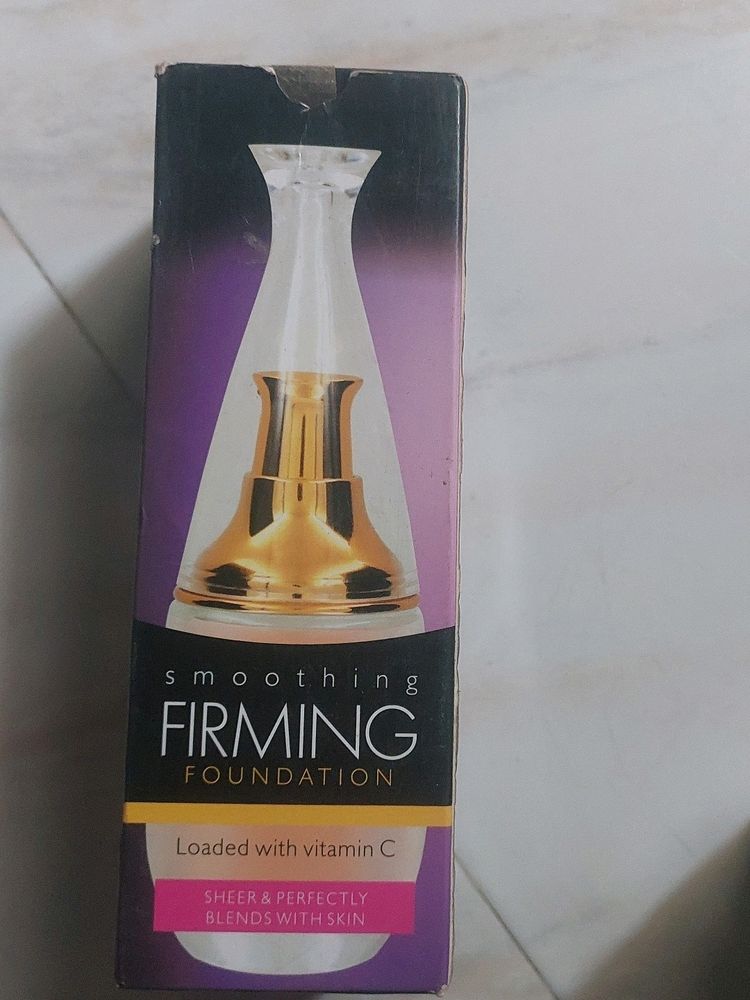 smoothing
FIRMING
FOUNDATION
Loaded with vitamin C
SHEER & PERFECTLY
BLENDS WITH SKIN